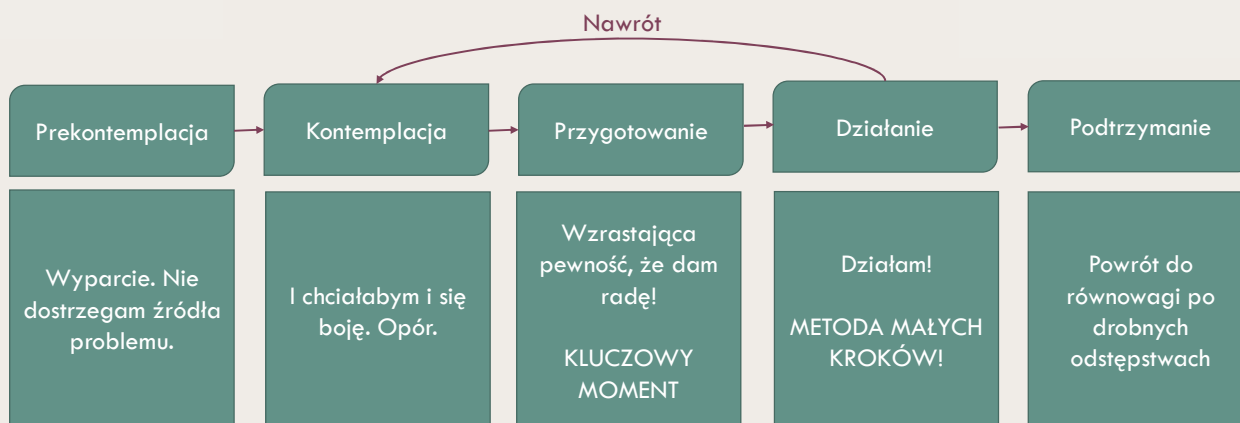 Nawrót
Prekontemplacja
Kontemplacja
Przygotowanie
Działanie
Podtrzymanie
Wyparcie. Nie
dostrzegam źródła
problemu.
I chciałabym i się
boję. Opór.
Wzrastająca
pewność, że dam
radę!
KLUCZOWY
MOMENT
Działam!
METODA MAŁYCH
KROKÓW!
Powrót do
równowagi po
drobnych
odstępstwach